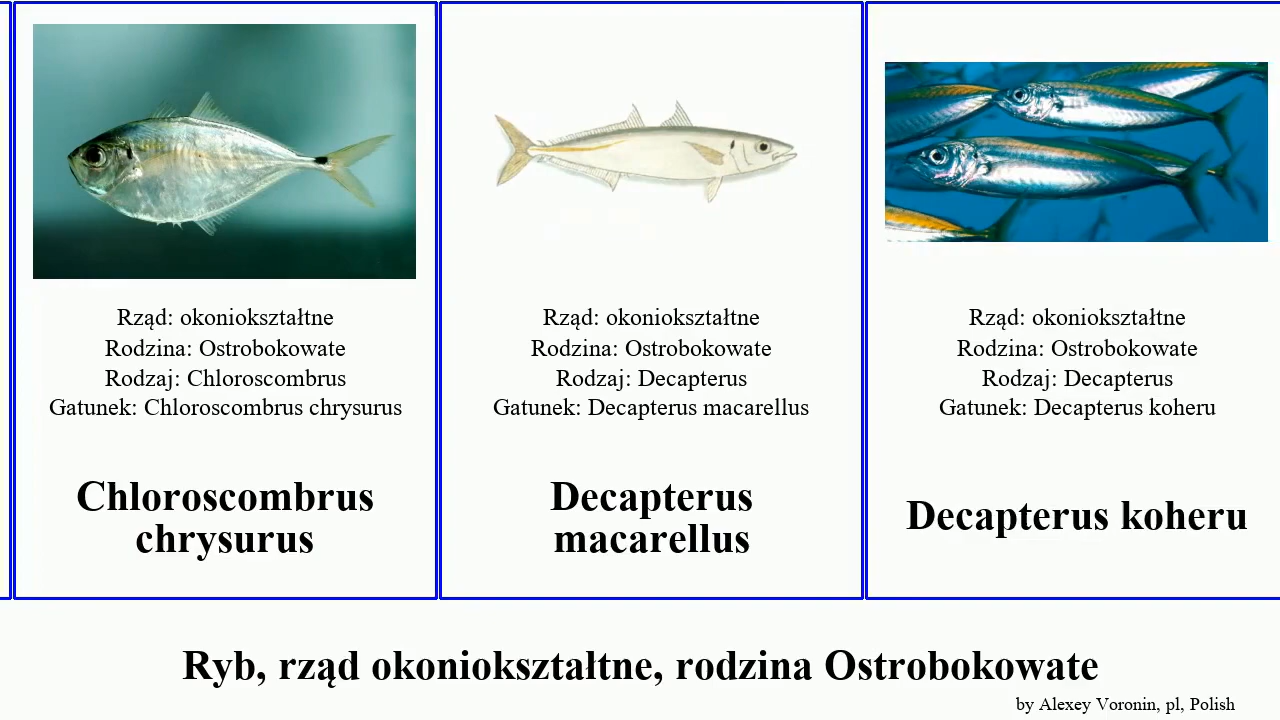 Rząd: okoniokształtne
Rodzina: Ostrobokowate
Rodzaj: Chloroscombrus
Gatunek: Chloroscombrus chrysurus
Chloroscombrus
chrysurus
Rząd: okoniokształtne
Rodzina: Ostrobokowate
Rodzaj: Decapterus
Gatunek: Decapterus macarellus
Decapterus
macarellus
Rząd: okoniokształtne
Rodzina: Ostrobokowate
Rodzaj: Decapterus
Gatunek: Decapterus koheru
Decapterus koheru
Ryb, rząd okoniokształtne, rodzina Ostrobokowate
by Alexey Voronin, pl, Polish